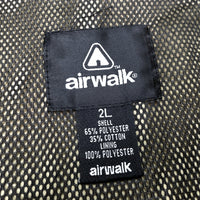 airwalk®
2L
SHELL
65% POLYESTER
35% COTTON
LINING
100% POLYESTER
airwalk